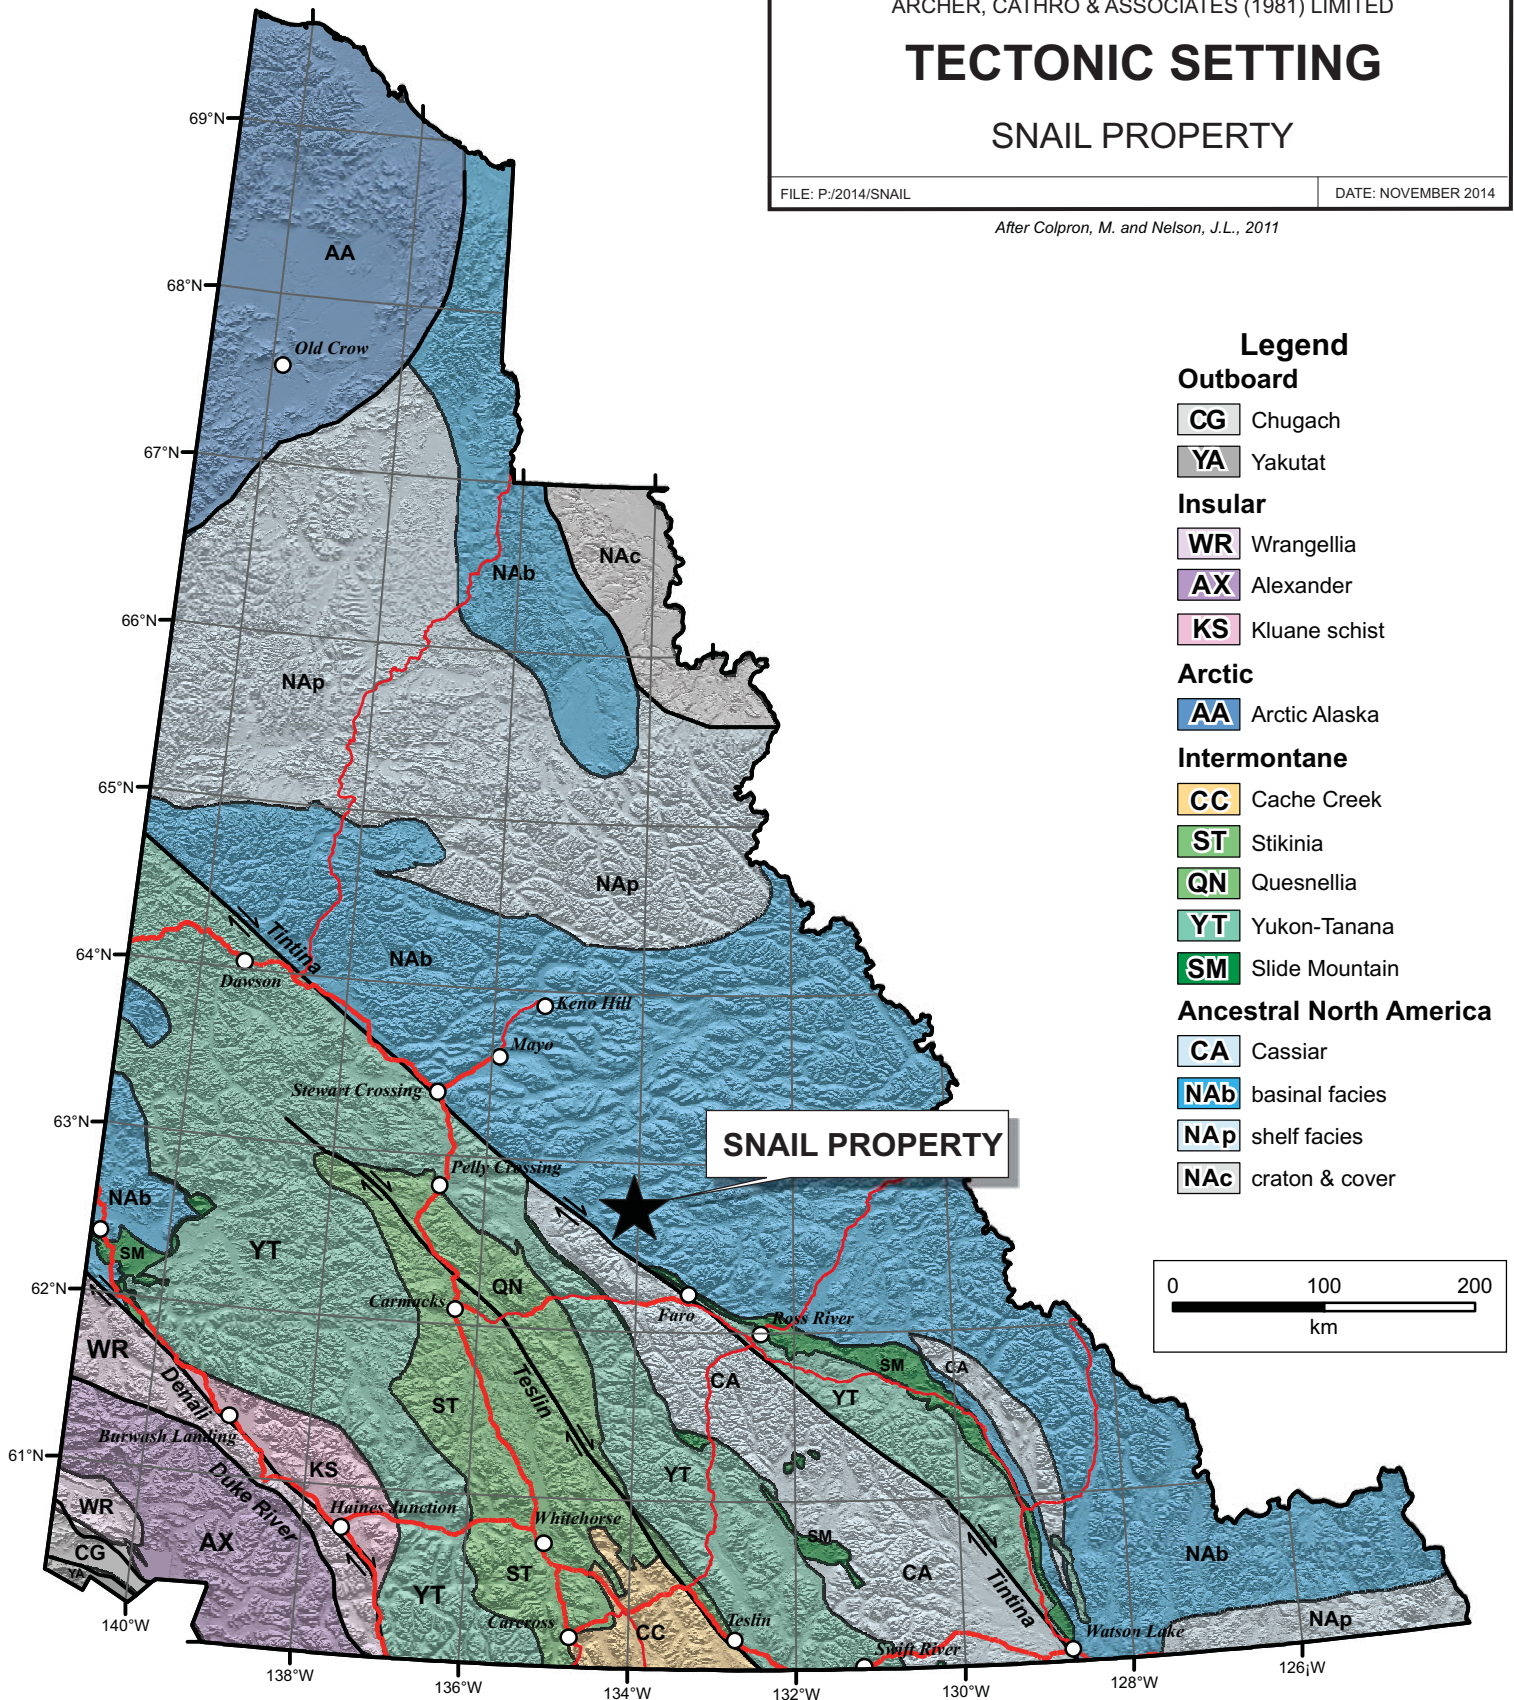 ARCHER, CATHRO & ASSOCIATES (1981) LIMITED
TECTONIC SETTING
SNAIL PROPERTY
FILE: P:/2014/SNAIL
DATE: NOVEMBER 2014
After Colpron, M. and Nelson, J.L., 2011
69°N
68°N
67°N
66°N
65°N
64°N
63°N
62°N
61°N
AA
Old Crow
NAc
NAb
NAp
NAp
Tintina
NAb
Dawson
Keno Hill
Mayo
Stewart Crossing
SNAIL PROPERTY
Pelly Crossing
NAb
SM
YT
QN
Carmacks
Faro
Ross River
WR
Denali
SM
CA
CA
YT
ST
Teslin
Burwash Landing
KS
YT
Duke River
Haines Junction
WR
Whitehorse
AX
SM
CG
YA
ST
CA
NAb
YT
Tintina
Carcross
CC
Teslin
Swift River
Watson Lake
NAp
140°W
138°W
136°W
134°W
132°W
130°W
128°W
126¡W
Legend
Outboard
CG Chugach
YA Yakutat
Insular
WR Wrangellia
AX Alexander
KS Kluane schist
Arctic
AA Arctic Alaska
Intermontane
CC Cache Creek
ST Stikinia
QN Quesnellia
YT Yukon-Tanana
SM Slide Mountain
Ancestral North America
CA Cassiar
NAb basinal facies
NAp shelf facies
NAc craton & cover
0 100 200
km